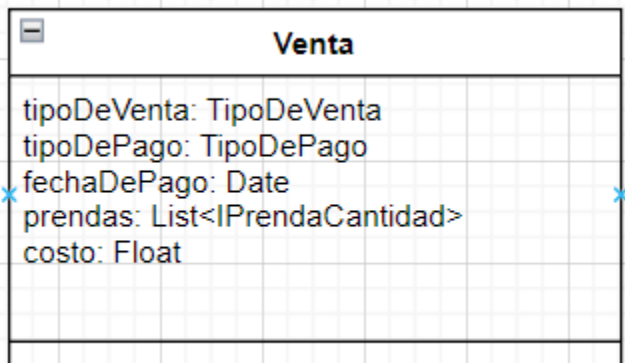 Venta
tipoDeVenta: TipoDeVenta
tipoDePago: TipoDePago
fechaDePago: Date
prendas: List<IPrendaCantidad>
costo: Float